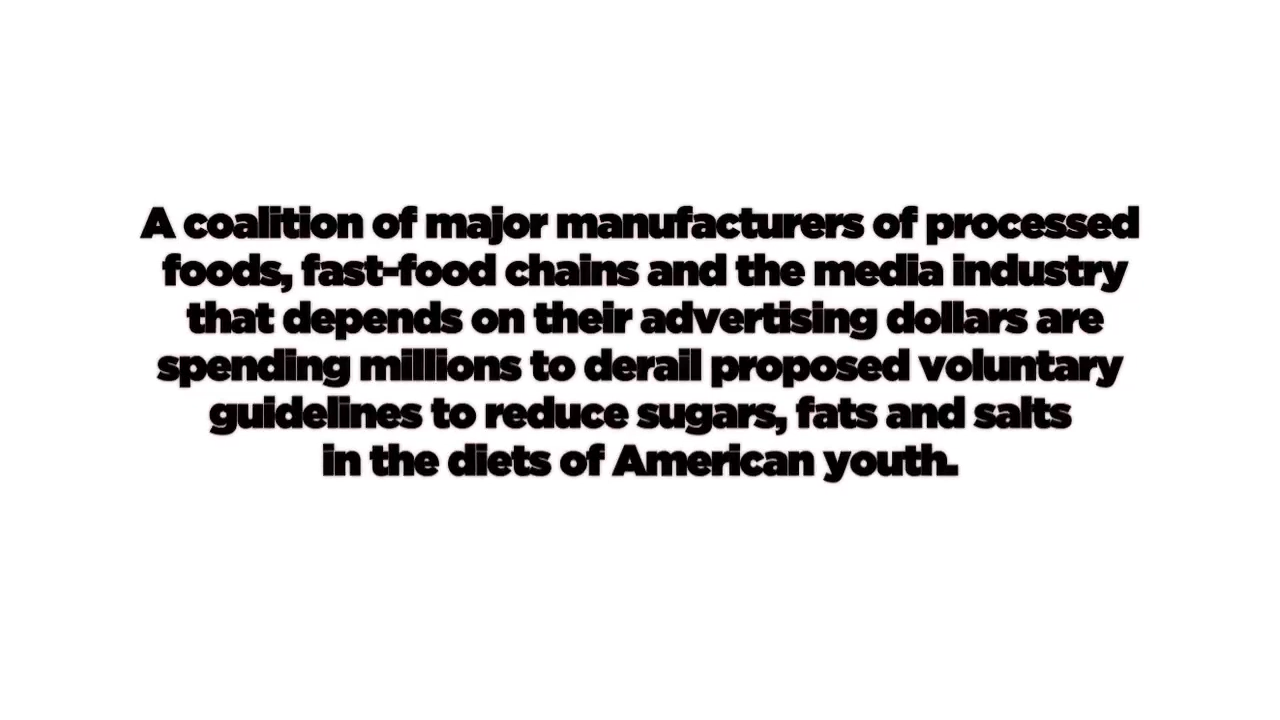 A coalition of major manufacturers of processed
foods, fast-food chains and the media industry
that depends on their advertising dollars are
spending millions to derail proposed voluntary
guidelines to reduce sugars, fats and salts
in the diets of American youth.